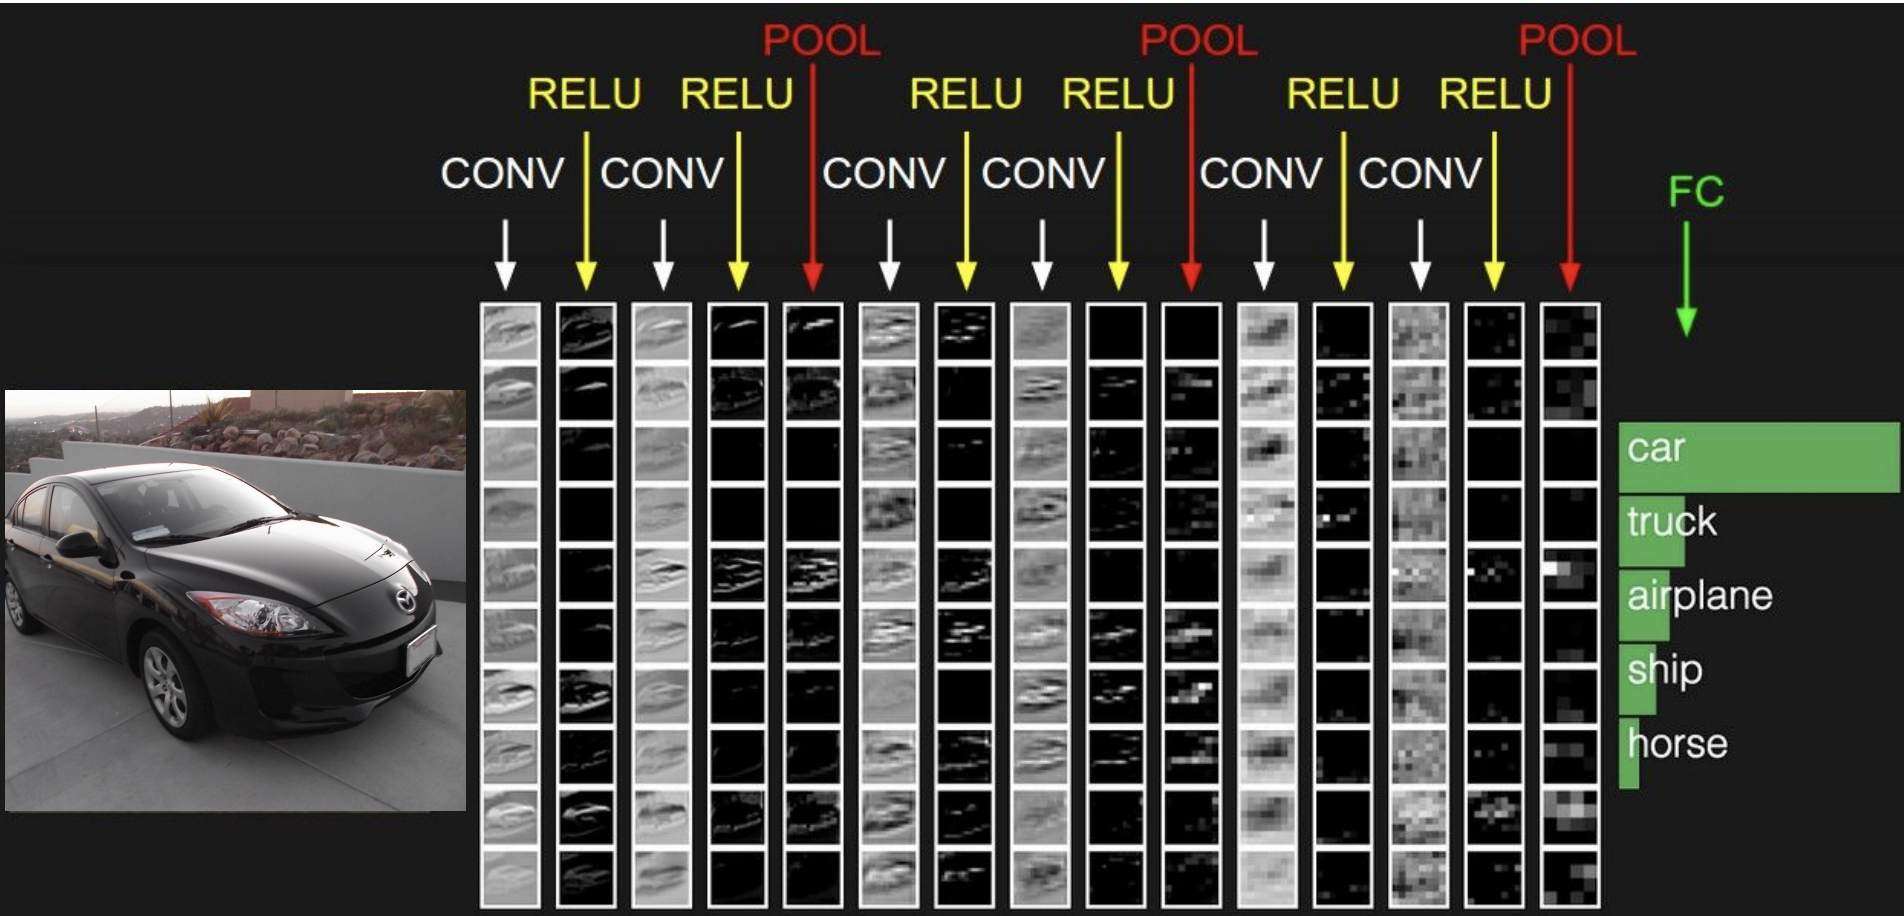 POOL POOL POOL
RELU RELU RELU RELU RELU RELU
CONV CONV CONV CONV CONV CONV
FC
car
truck
airplane
ship
horse